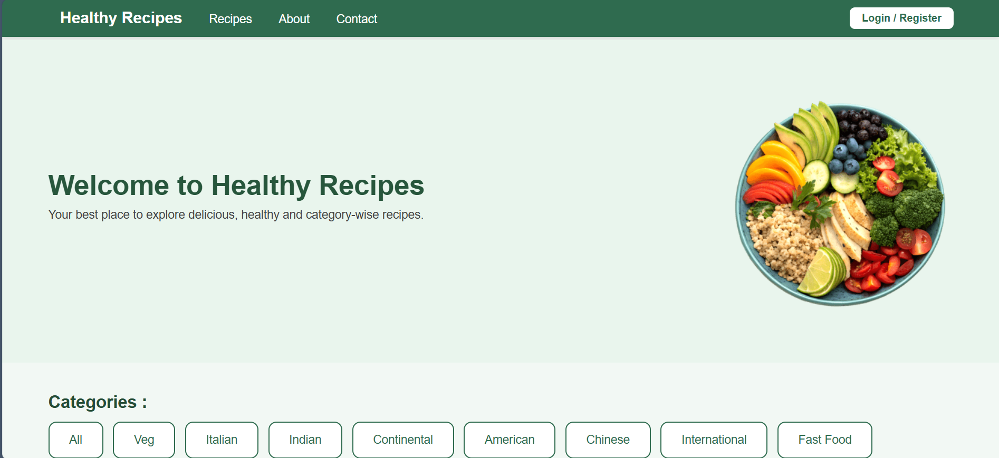 Healthy Recipes Recipes About Contact Login / Register
Welcome to Healthy Recipes
Your best place to explore delicious, healthy and category-wise recipes.
Categories :
All Veg Italian Indian Continental American Chinese International Fast Food